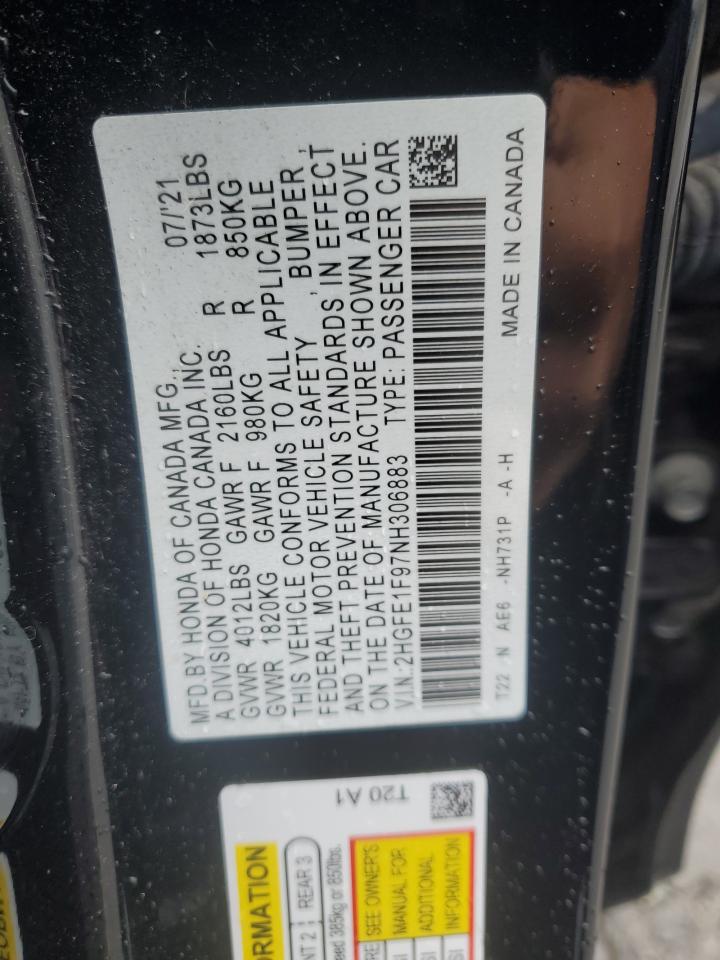 MFD.BY HONDA OF CANADA MFG., 07/'21
A DIVISION OF HONDA CANADA INC.
GVWR 4012LBS GAWR F 2160LBS R 1873LBS
GVWR 1820KG GAWR F 980KG R 850KG
THIS VEHICLE CONFORMS TO ALL APPLICABLE
FEDERAL MOTOR VEHICLE SAFETY , BUMPER ,
AND THEFT PREVENTION STANDARDS IN EFFECT
ON THE DATE OF MANUFACTURE SHOWN ABOVE.
V.I.N.:2HGFE1F97NH306883 TYPE: PASSENGER CAR
T22 N AE6 -NH731P -A -H MADE IN CANADA
T20 A1
REAR 3
385kg or 850lbs.
SEE OWNER'S
MANUAL FOR
ADDITIONAL
INFORMATION